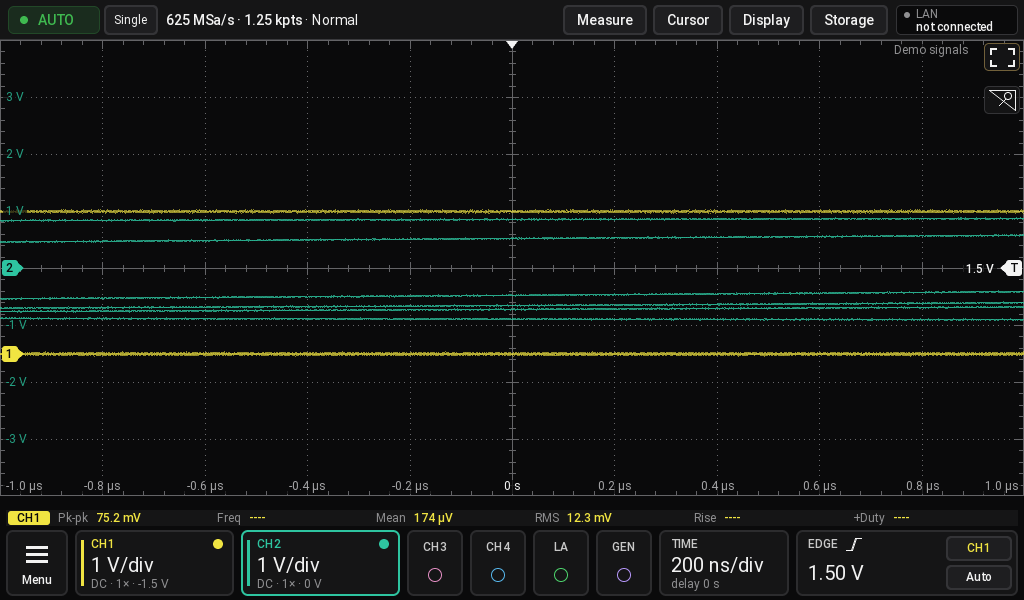 AUTO
Single
625 MSa/s · 1.25 kpts · Normal
Measure
Cursor
Display
Storage
LAN
not connected
Demo signals
3 V
2 V
1 V
2
1.5 V
T
-1 V
1
-2 V
-3 V
-1.0 µs
-0.8 µs
-0.6 µs
-0.4 µs
-0.2 µs
0 s
0.2 µs
0.4 µs
0.6 µs
0.8 µs
1.0 µs
CH1
Pk-pk 75.2 mV
Freq ----
Mean 174 µV
RMS 12.3 mV
Rise ----
+Duty ----
Menu
CH1
1 V/div
DC · 1× · -1.5 V
CH2
1 V/div
DC · 1× · 0 V
CH3
CH4
LA
GEN
TIME
200 ns/div
delay 0 s
EDGE
1.50 V
CH1
Auto